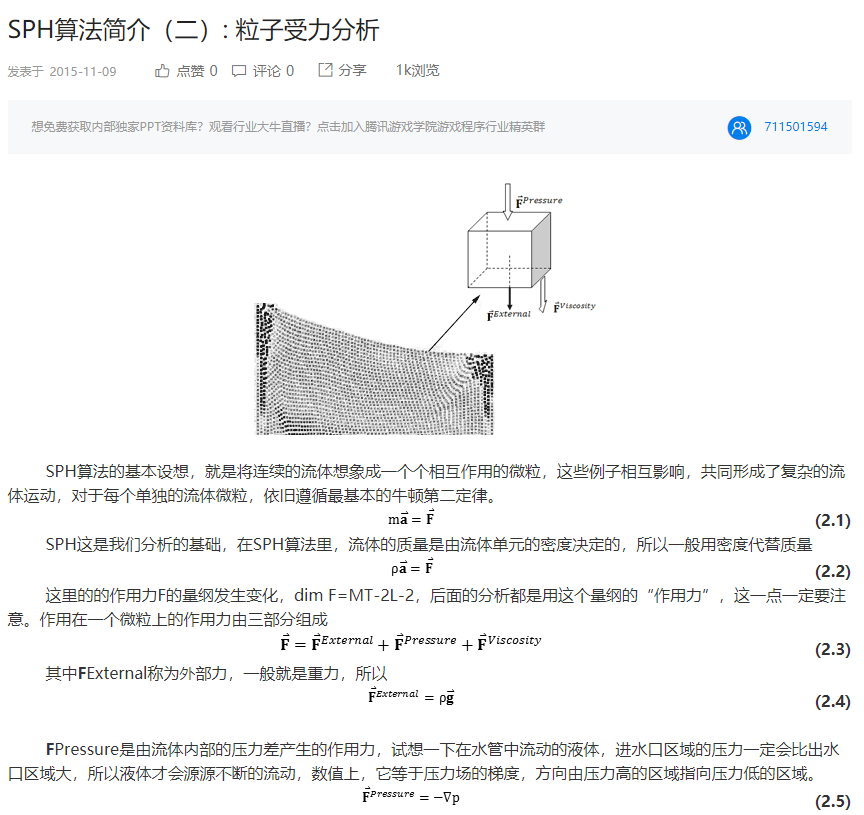 SPH算法简介（二）: 粒子受力分析
发表于 2015-11-09 点赞 0 评论 0 分享 1k浏览
想免费获取内部独家PPT资料库？观看行业大牛直播？点击加入腾讯游戏学院游戏程序行业精英群 711501594
F⃗^Pressure
F⃗^External
F⃗^Viscosity
SPH算法的基本设想，就是将连续的流体想象成一个个相互作用的微粒，这些例子相互影响，共同形成了复杂的流
体运动，对于每个单独的流体微粒，依旧遵循最基本的牛顿第二定律。
ma⃗ = F⃗ (2.1)
SPH这是我们分析的基础，在SPH算法里，流体的质量是由流体单元的密度决定的，所以一般用密度代替质量
ρa⃗ = F⃗ (2.2)
这里的的作用力F的量纲发生变化，dim F=MT-2L-2，后面的分析都是用这个量纲的“作用力”，这一点一定要注
意。作用在一个微粒上的作用力由三部分组成
F⃗ = F⃗^External + F⃗^Pressure + F⃗^Viscosity (2.3)
其中FExternal称为外部力，一般就是重力，所以
F⃗^External = ρg⃗ (2.4)
FPressure是由流体内部的压力差产生的作用力，试想一下在水管中流动的液体，进水口区域的压力一定会比出水
口区域大，所以液体才会源源不断的流动，数值上，它等于压力场的梯度，方向由压力高的区域指向压力低的区域。
F⃗^Pressure = −∇p (2.5)